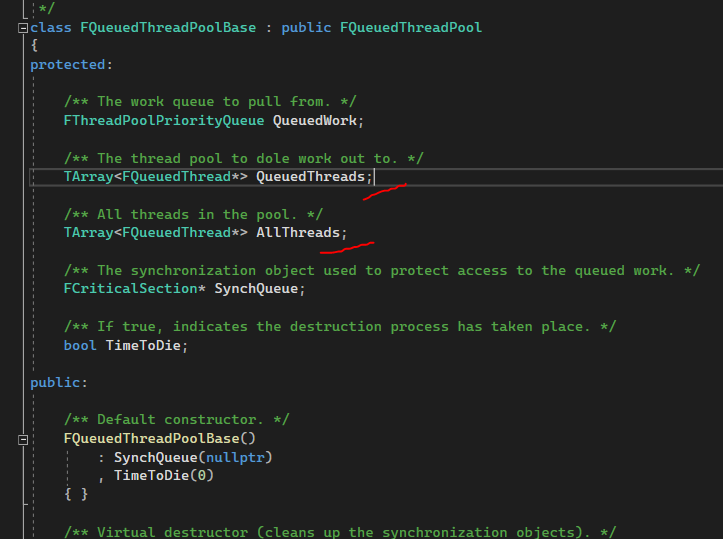 */
class FQueuedThreadPoolBase : public FQueuedThreadPool
{
protected:
/** The work queue to pull from. */
FThreadPoolPriorityQueue QueuedWork;
/** The thread pool to dole work out to. */
TArray<FQueuedThread*> QueuedThreads;
/** All threads in the pool. */
TArray<FQueuedThread*> AllThreads;
/** The synchronization object used to protect access to the queued work. */
FCriticalSection* SynchQueue;
/** If true, indicates the destruction process has taken place. */
bool TimeToDie;
public:
/** Default constructor. */
FQueuedThreadPoolBase()
: SynchQueue(nullptr)
, TimeToDie(0)
{ }
/** Virtual destructor (cleans up the synchronization objects). */